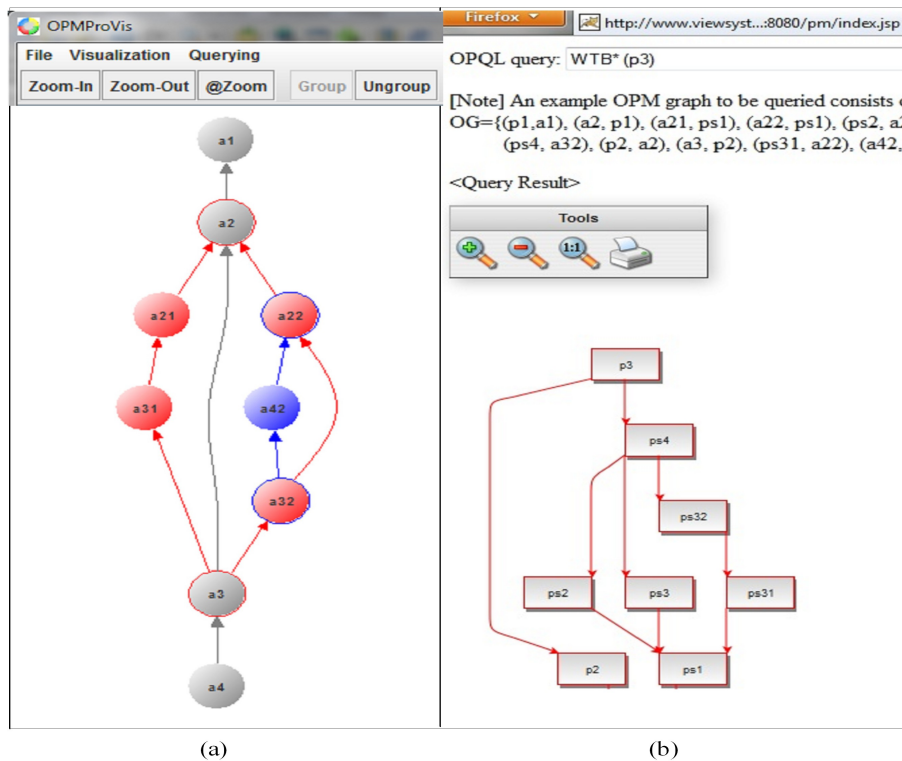 OPMProVis
File Visualization Querying
Zoom-In Zoom-Out @Zoom Group Ungroup
a1
a2
a21 a22
a31 a42
a32
a3
a4
(a)
Firefox
http://www.viewsyst...:8080/pm/index.jsp
OPQL query: WTB* (p3)
[Note] An example OPM graph to be queried consists
OG={(p1,a1), (a2, p1), (a21, ps1), (a22, ps1), (ps2, a2
(ps4, a32), (p2, a2), (a3, p2), (ps31, a22), (a42,
<Query Result>
Tools
1:1
p3
ps4
ps32
ps2 ps3 ps31
p2 ps1
(b)